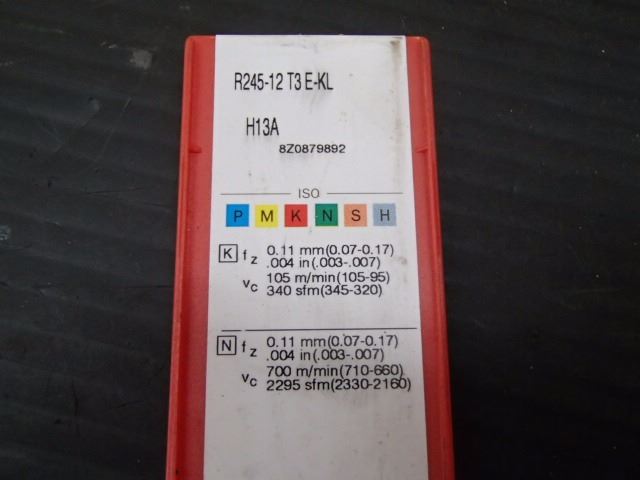 R245-12 T3 E-KL
H13A
8Z0879892
ISO
P M K N S H
K fz 0.11 mm(0.07-0.17)
.004 in(.003-.007)
vc 105 m/min(105-95)
340 sfm(345-320)
N fz 0.11 mm(0.07-0.17)
.004 in(.003-.007)
vc 700 m/min(710-660)
2295 sfm(2330-2160)